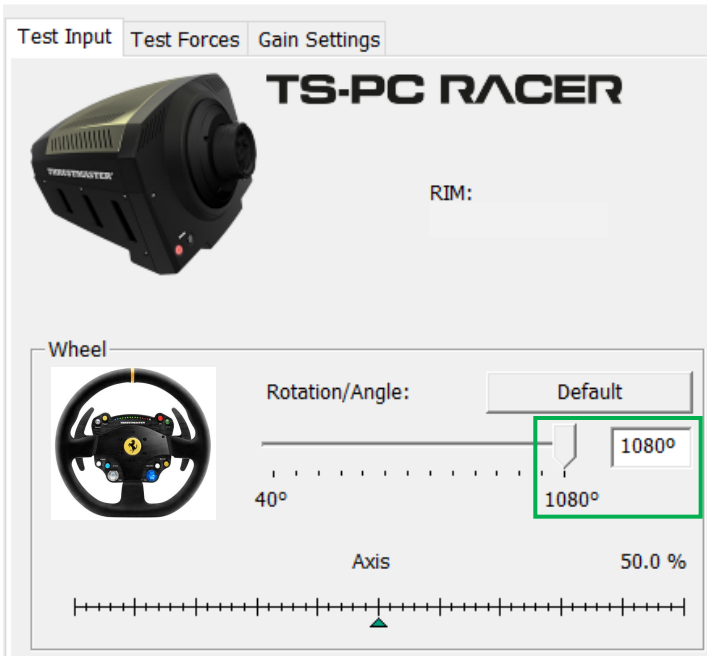 Test Input
Test Forces
Gain Settings
TS-PC RACER
THRUSTMASTER
RIM:
Wheel
Rotation/Angle:
Default
1080º
40º
1080º
Axis
50.0 %